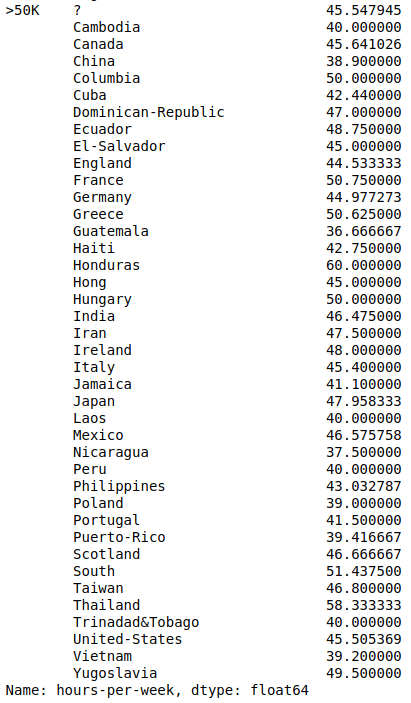 >50K    ?                             45.547945
        Cambodia                      40.000000
        Canada                        45.641026
        China                         38.900000
        Columbia                      50.000000
        Cuba                          42.440000
        Dominican-Republic            47.000000
        Ecuador                       48.750000
        El-Salvador                   45.000000
        England                       44.533333
        France                        50.750000
        Germany                       44.977273
        Greece                        50.625000
        Guatemala                     36.666667
        Haiti                         42.750000
        Honduras                      60.000000
        Hong                          45.000000
        Hungary                       50.000000
        India                         46.475000
        Iran                          47.500000
        Ireland                       48.000000
        Italy                         45.400000
        Jamaica                       41.100000
        Japan                         47.958333
        Laos                          40.000000
        Mexico                        46.575758
        Nicaragua                     37.500000
        Peru                          40.000000
        Philippines                   43.032787
        Poland                        39.000000
        Portugal                      41.500000
        Puerto-Rico                   39.416667
        Scotland                      46.666667
        South                         51.437500
        Taiwan                        46.800000
        Thailand                      58.333333
        Trinadad&Tobago               40.000000
        United-States                 45.505369
        Vietnam                       39.200000
        Yugoslavia                    49.500000
Name: hours-per-week, dtype: float64